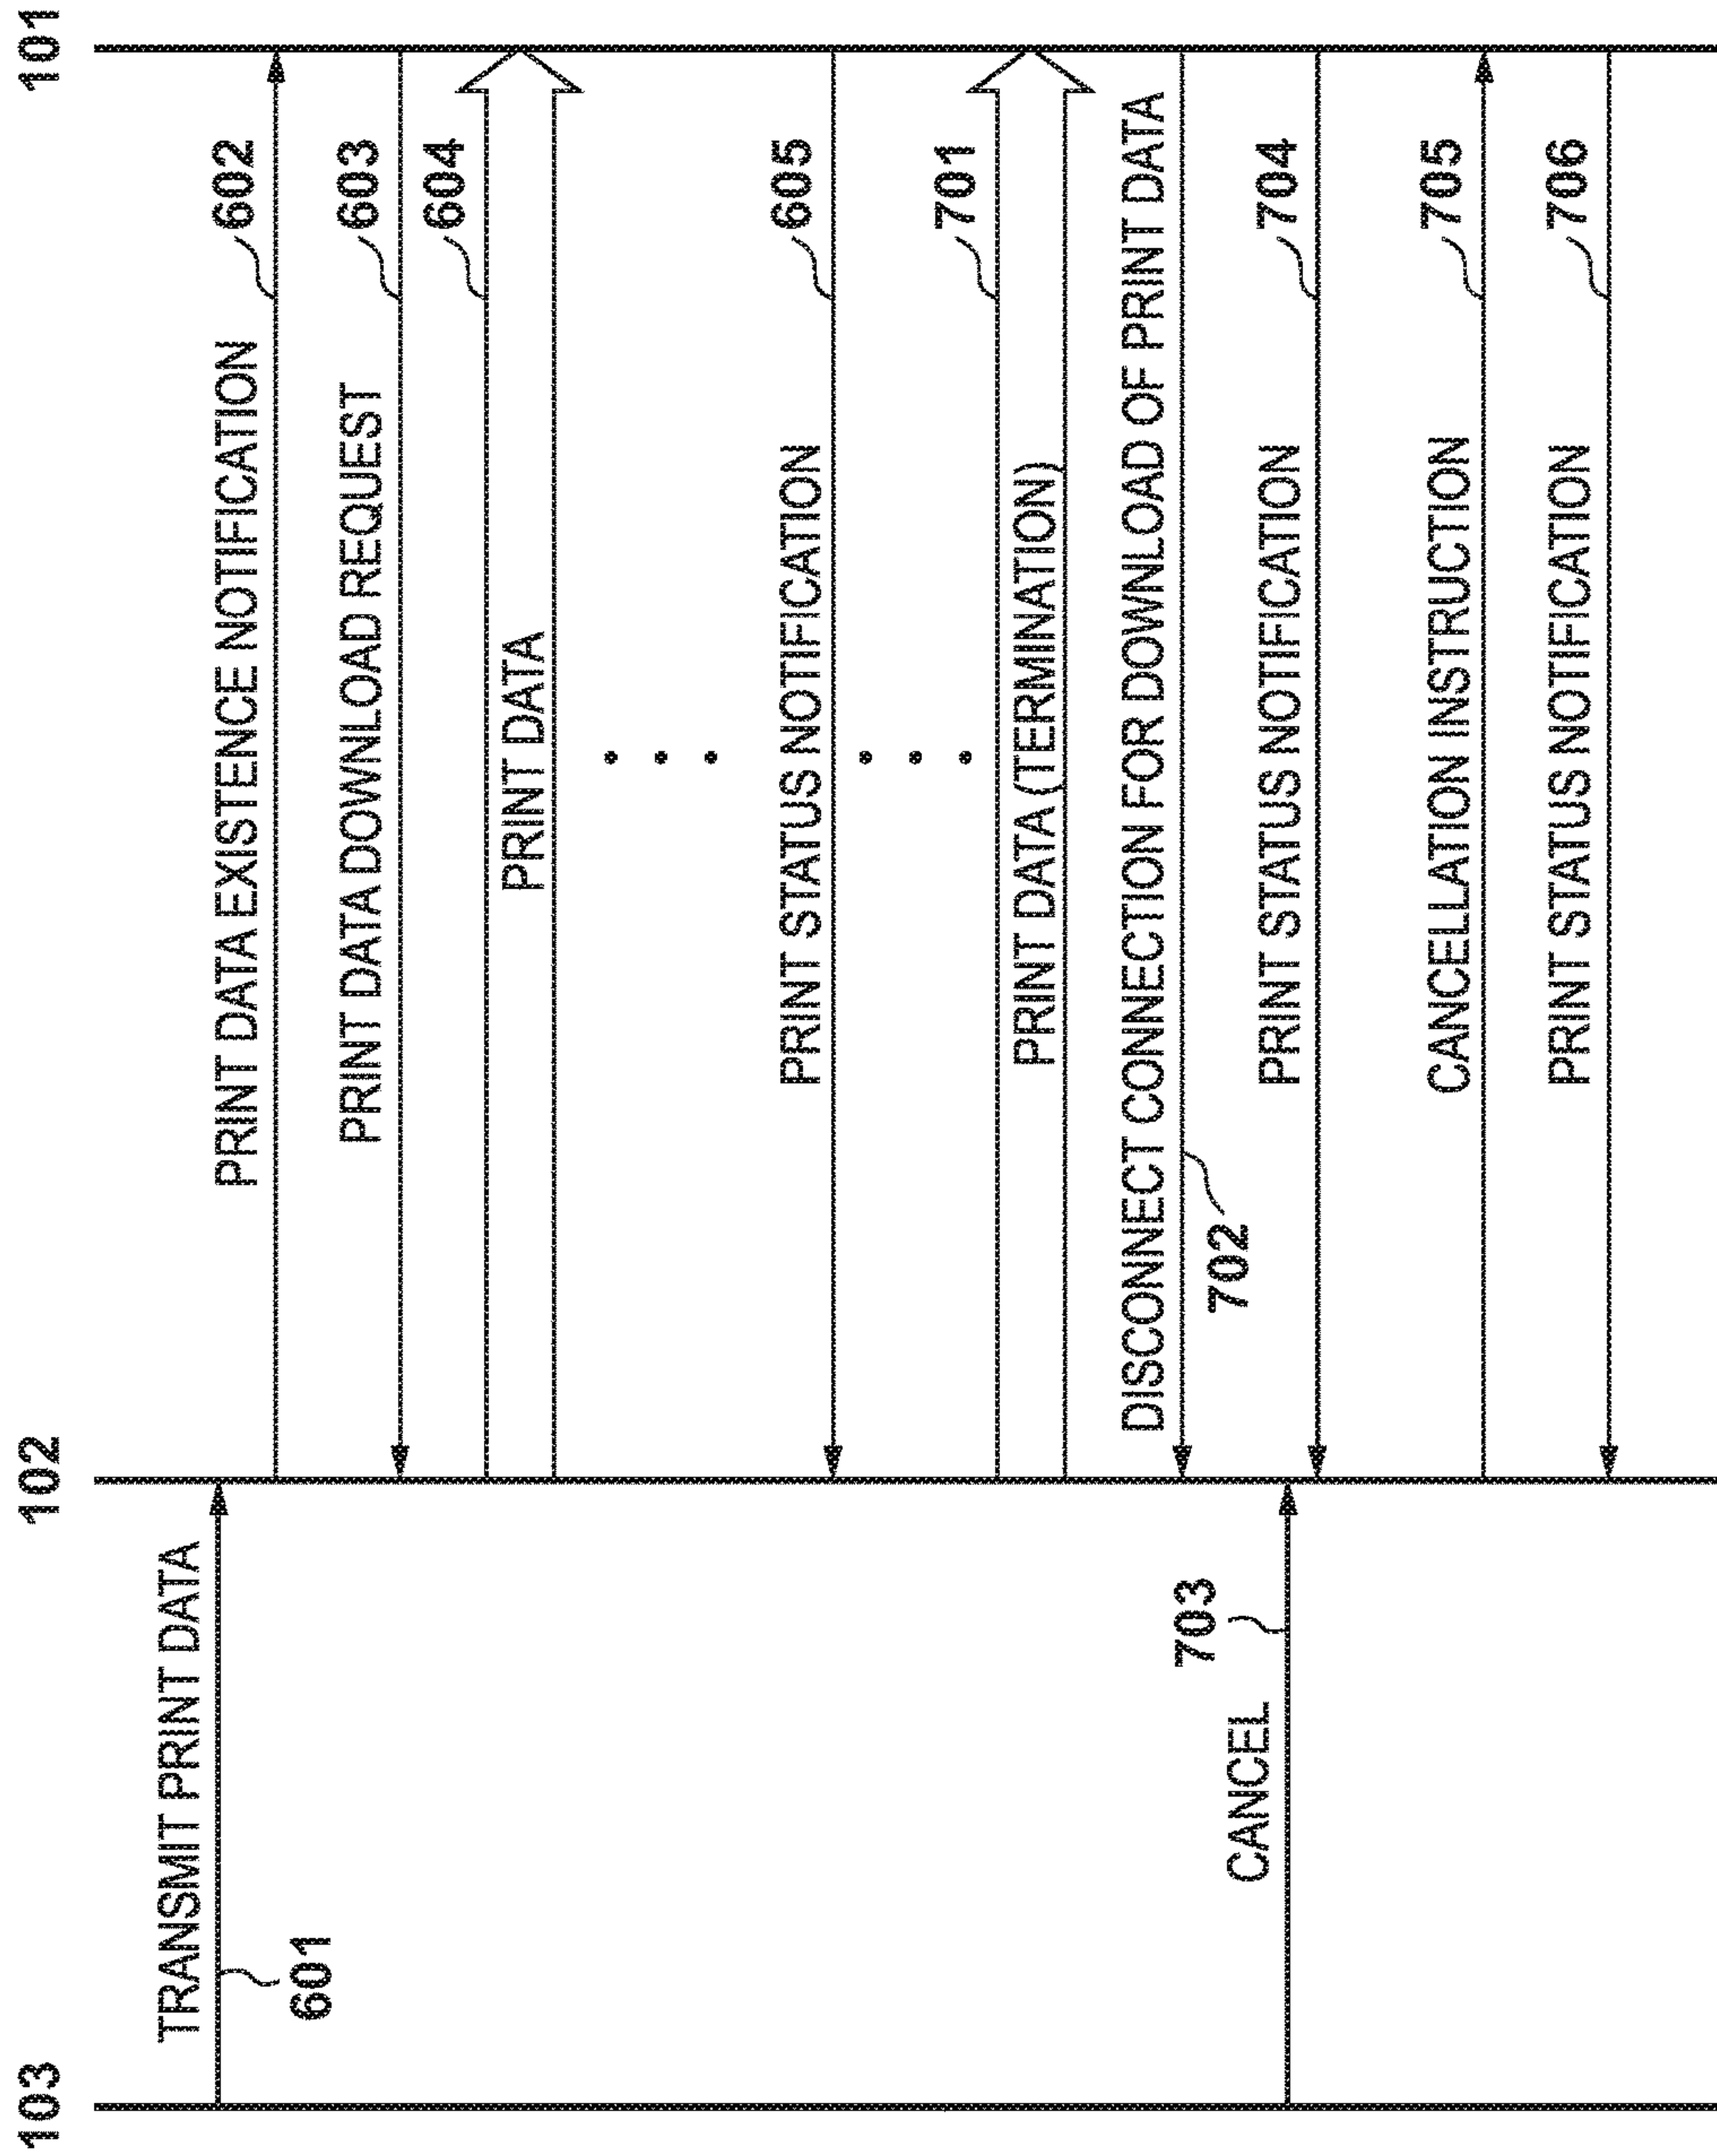 103
102
101
TRANSMIT PRINT DATA
601
PRINT DATA EXISTENCE NOTIFICATION
602
PRINT DATA DOWNLOAD REQUEST
603
604
PRINT DATA
PRINT STATUS NOTIFICATION
605
701
PRINT DATA (TERMINATION)
DISCONNECT CONNECTION FOR DOWNLOAD OF PRINT DATA
702
CANCEL
703
PRINT STATUS NOTIFICATION
704
CANCELLATION INSTRUCTION
705
PRINT STATUS NOTIFICATION
706